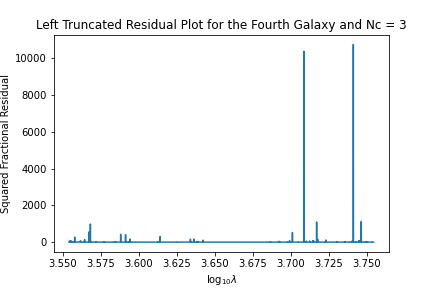 Left Truncated Residual Plot for the Fourth Galaxy and Nc = 3
Squared Fractional Residual
10000
8000
6000
4000
2000
0
3.550 3.575 3.600 3.625 3.650 3.675 3.700 3.725 3.750
log₁₀λ